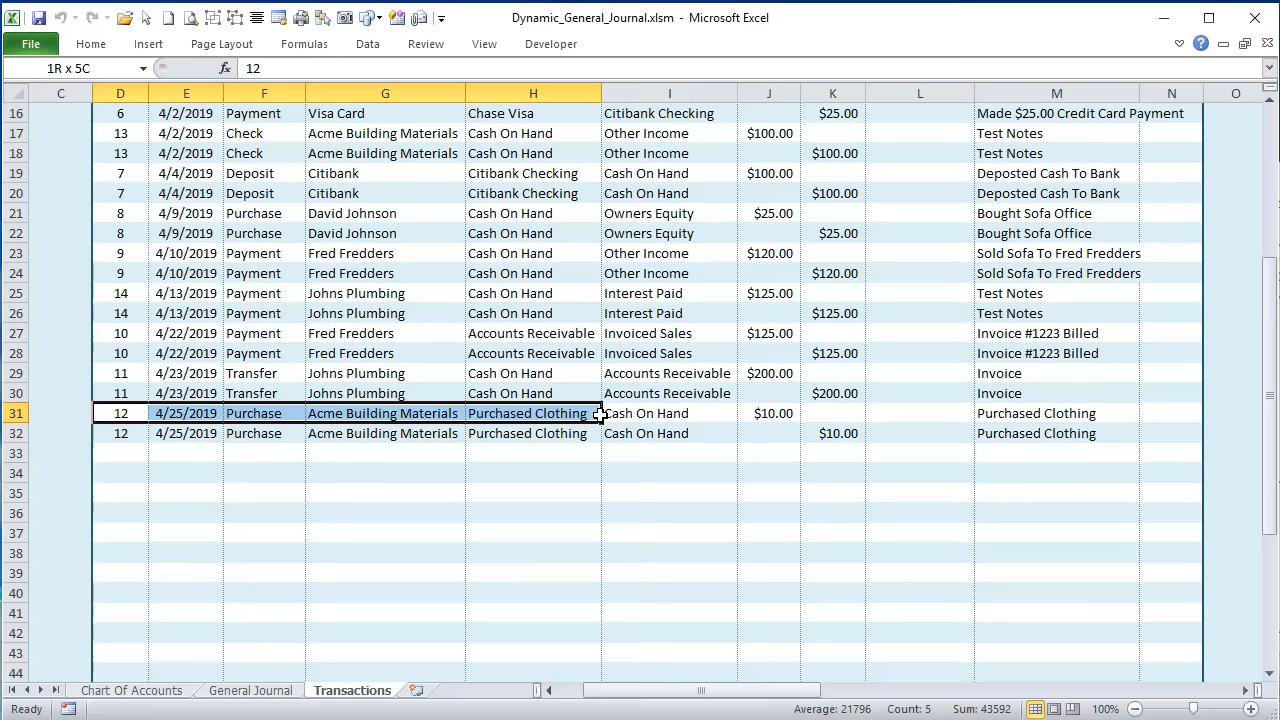 Dynamic_General_Journal.xlsm - Microsoft Excel
File Home Insert Page Layout Formulas Data Review View Developer
1R x 5C fx 12
C D E F G H I J K L M N O
16 6 4/2/2019 Payment Visa Card Chase Visa Citibank Checking $25.00 Made $25.00 Credit Card Payment
17 13 4/2/2019 Check Acme Building Materials Cash On Hand Other Income $100.00 Test Notes
18 13 4/2/2019 Check Acme Building Materials Cash On Hand Other Income $100.00 Test Notes
19 7 4/4/2019 Deposit Citibank Citibank Checking Cash On Hand $100.00 Deposted Cash To Bank
20 7 4/4/2019 Deposit Citibank Citibank Checking Cash On Hand $100.00 Deposted Cash To Bank
21 8 4/9/2019 Purchase David Johnson Cash On Hand Owners Equity $25.00 Bought Sofa Office
22 8 4/9/2019 Purchase David Johnson Cash On Hand Owners Equity $25.00 Bought Sofa Office
23 9 4/10/2019 Payment Fred Fredders Cash On Hand Other Income $120.00 Sold Sofa To Fred Fredders
24 9 4/10/2019 Payment Fred Fredders Cash On Hand Other Income $120.00 Sold Sofa To Fred Fredders
25 14 4/13/2019 Payment Johns Plumbing Cash On Hand Interest Paid $125.00 Test Notes
26 14 4/13/2019 Payment Johns Plumbing Cash On Hand Interest Paid $125.00 Test Notes
27 10 4/22/2019 Payment Fred Fredders Accounts Receivable Invoiced Sales $125.00 Invoice #1223 Billed
28 10 4/22/2019 Payment Fred Fredders Accounts Receivable Invoiced Sales $125.00 Invoice #1223 Billed
29 11 4/23/2019 Transfer Johns Plumbing Cash On Hand Accounts Receivable $200.00 Invoice
30 11 4/23/2019 Transfer Johns Plumbing Cash On Hand Accounts Receivable $200.00 Invoice
31 12 4/25/2019 Purchase Acme Building Materials Purchased Clothing Cash On Hand $10.00 Purchased Clothing
32 12 4/25/2019 Purchase Acme Building Materials Purchased Clothing Cash On Hand $10.00 Purchased Clothing
33
34
35
36
37
38
39
40
41
42
43
44
Chart Of Accounts General Journal Transactions
Ready Average: 21796 Count: 5 Sum: 43592 100%